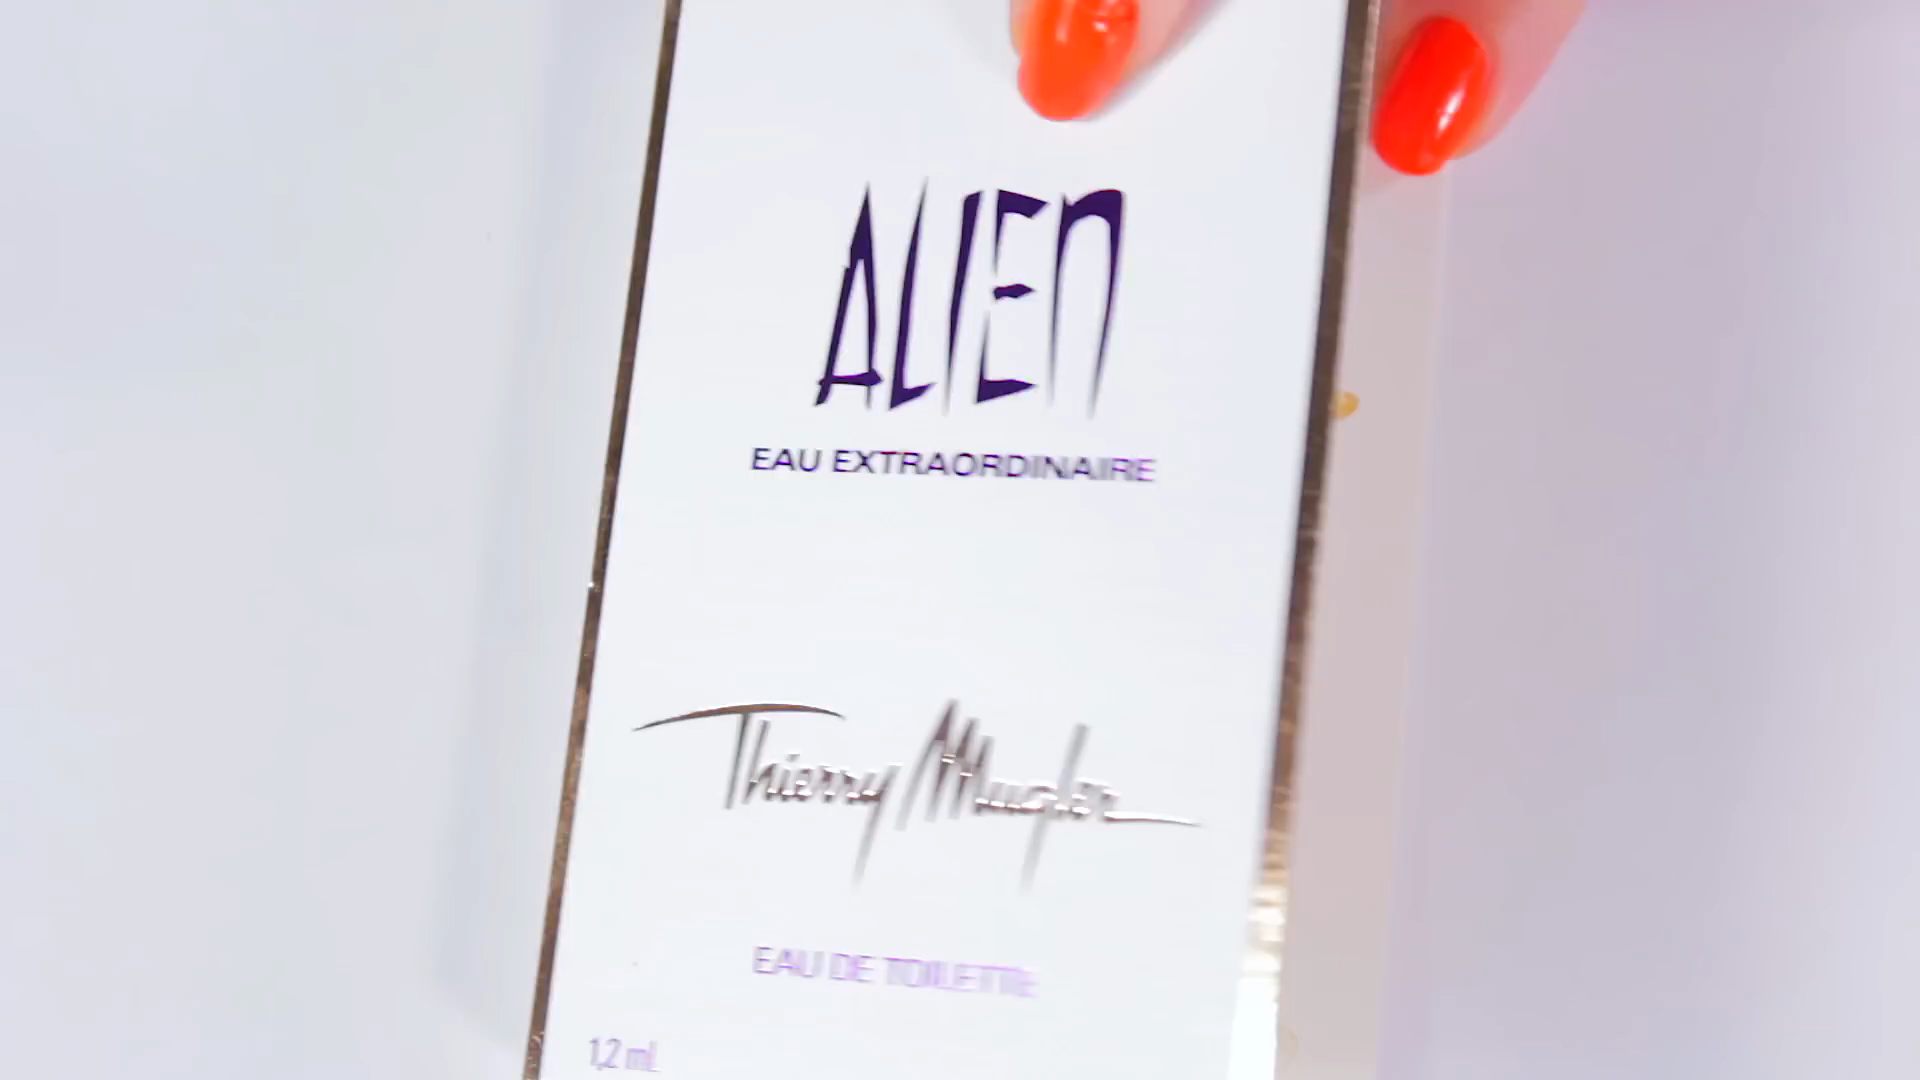 ALIEN
EAU EXTRAORDINAIRE
Thierry Mugler
EAU DE TOILETTE
1,2 ml.